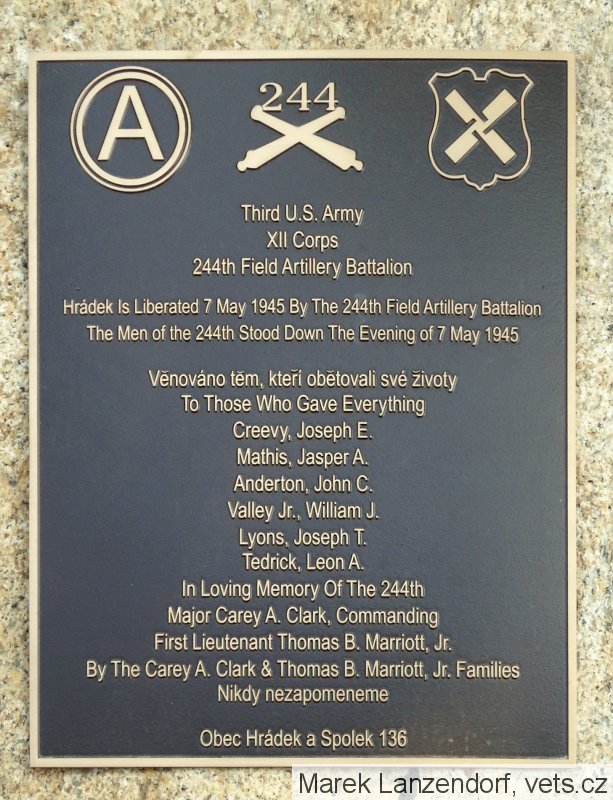 A
244
Third U.S. Army
XII Corps
244th Field Artillery Battalion
Hrádek Is Liberated 7 May 1945 By The 244th Field Artillery Battalion
The Men of the 244th Stood Down The Evening of 7 May 1945
Věnováno těm, kteří obětovali své životy
To Those Who Gave Everything
Creevy, Joseph E.
Mathis, Jasper A.
Anderton, John C.
Valley Jr., William J.
Lyons, Joseph T.
Tedrick, Leon A.
In Loving Memory Of The 244th
Major Carey A. Clark, Commanding
First Lieutenant Thomas B. Marriott, Jr.
By The Carey A. Clark & Thomas B. Marriott, Jr. Families
Nikdy nezapomeneme
Obec Hrádek a Spolek 136
Marek Lanzendorf, vets.cz